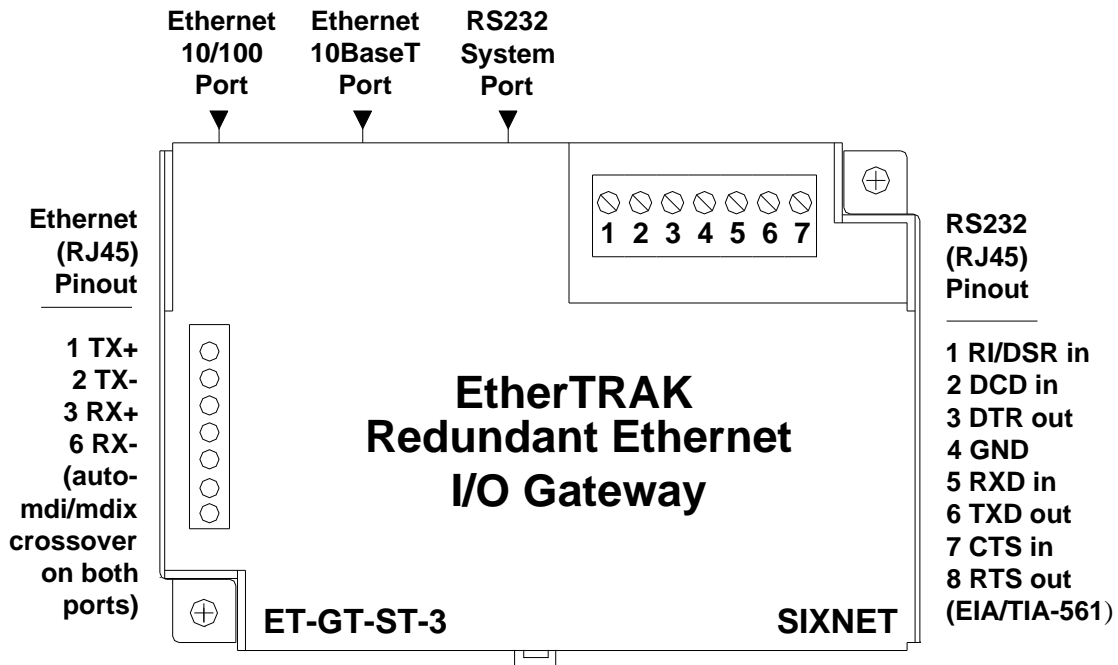 Ethernet
10/100
Port
Ethernet
10BaseT
Port
RS232
System
Port
1 2 3 4 5 6 7
Ethernet
(RJ45)
Pinout
1 TX+
2 TX-
3 RX+
6 RX-
(auto-
mdi/mdix
crossover
on both
ports)
EtherTRAK
Redundant Ethernet
I/O Gateway
ET-GT-ST-3
SIXNET
RS232
(RJ45)
Pinout
1 RI/DSR in
2 DCD in
3 DTR out
4 GND
5 RXD in
6 TXD out
7 CTS in
8 RTS out
(EIA/TIA-561)